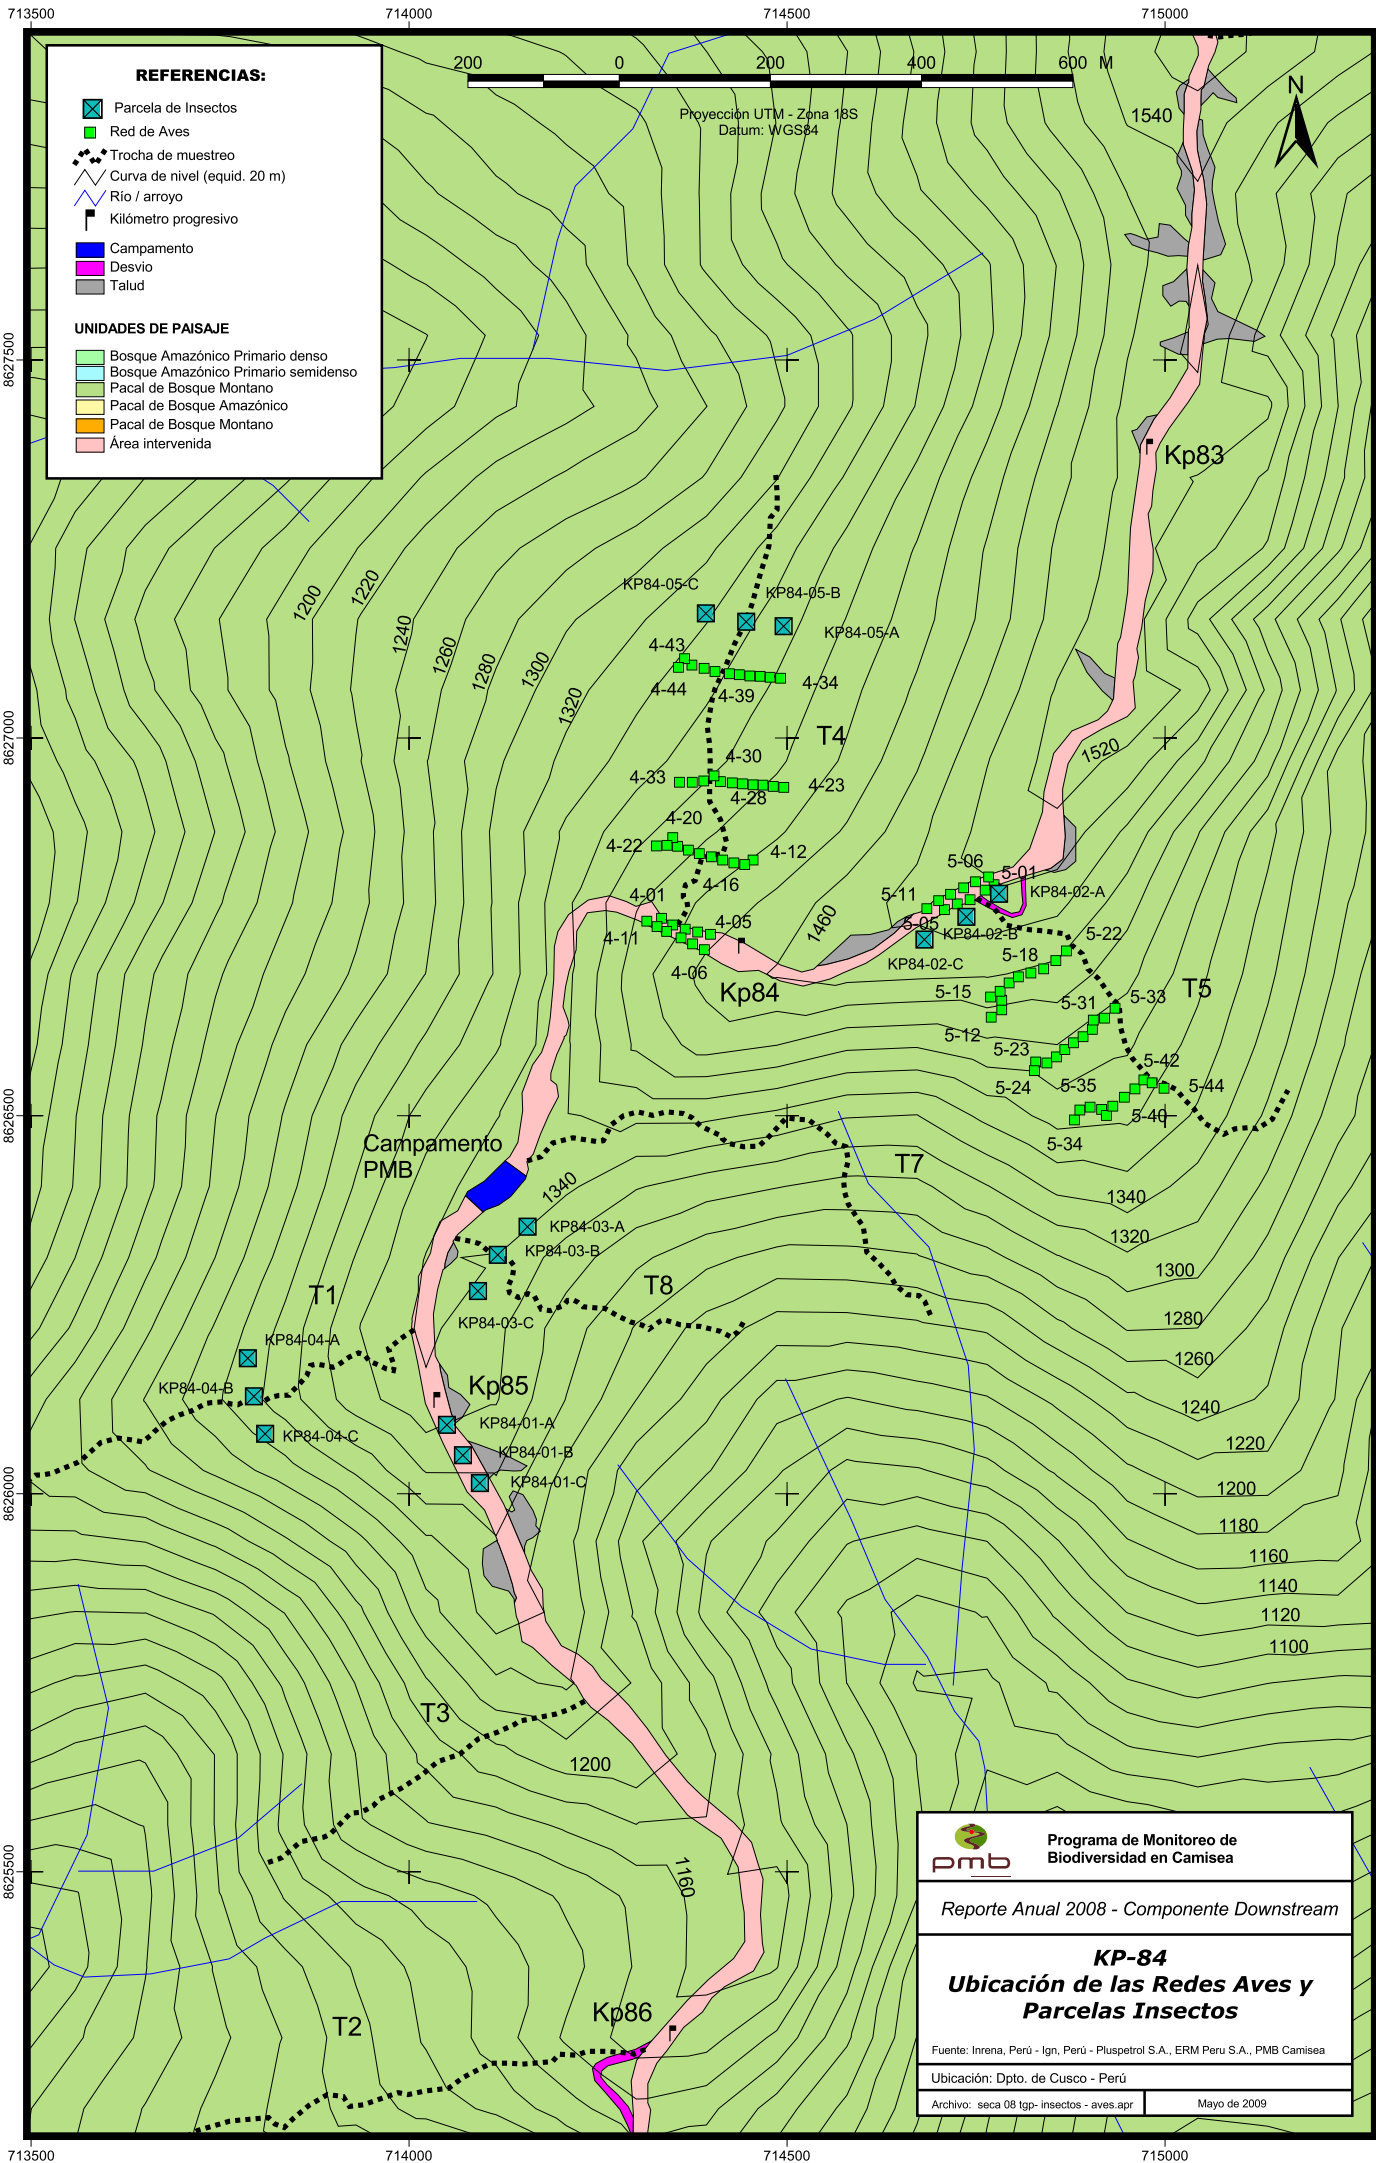 713500
714000
714500
715000
REFERENCIAS:
Parcela de Insectos
Red de Aves
Trocha de muestreo
Curva de nivel (equid. 20 m)
Río / arroyo
Kilómetro progresivo
Campamento
Desvio
Talud
UNIDADES DE PAISAJE
Bosque Amazónico Primario denso
Bosque Amazónico Primario semidenso
Pacal de Bosque Montano
Pacal de Bosque Amazónico
Pacal de Bosque Montano
Área intervenida
200 0 200 400 600 M
Proyección UTM - Zona 18S
Datum: WGS84
N
1540
8627500
Kp83
1200
1220
1240
1260
1280
1300
1320
KP84-05-C
KP84-05-B
KP84-05-A
4-43
4-44
4-39
4-34
8627000
T4
1520
4-30
4-33
4-28
4-23
4-20
4-22
4-12
4-16
4-01
4-05
4-11
4-06
Kp84
1460
5-06
5-01
5-11
5-05
KP84-02-A
KP84-02-B
KP84-02-C
5-22
5-18
5-15
5-12
5-31
5-33
T5
5-23
5-24
5-35
5-42
5-44
5-40
5-34
8626500
Campamento
PMB
T7
1340
KP84-03-A
KP84-03-B
KP84-03-C
T8
T1
KP84-04-A
KP84-04-B
KP84-04-C
Kp85
KP84-01-A
KP84-01-B
KP84-01-C
1340
1320
1300
1280
1260
1240
1220
1200
1180
1160
1140
1120
1100
8626000
T3
1200
1160
8625500
T2
Kp86
pmb
Programa de Monitoreo de
Biodiversidad en Camisea
Reporte Anual 2008 - Componente Downstream
KP-84
Ubicación de las Redes Aves y
Parcelas Insectos
Fuente: Inrena, Perú - Ign, Perú - Pluspetrol S.A., ERM Peru S.A., PMB Camisea
Ubicación: Dpto. de Cusco - Perú
Archivo: seca 08 tgp- insectos - aves.apr
Mayo de 2009
713500
714000
714500
715000
8627500
8627000
8626500
8626000
8625500